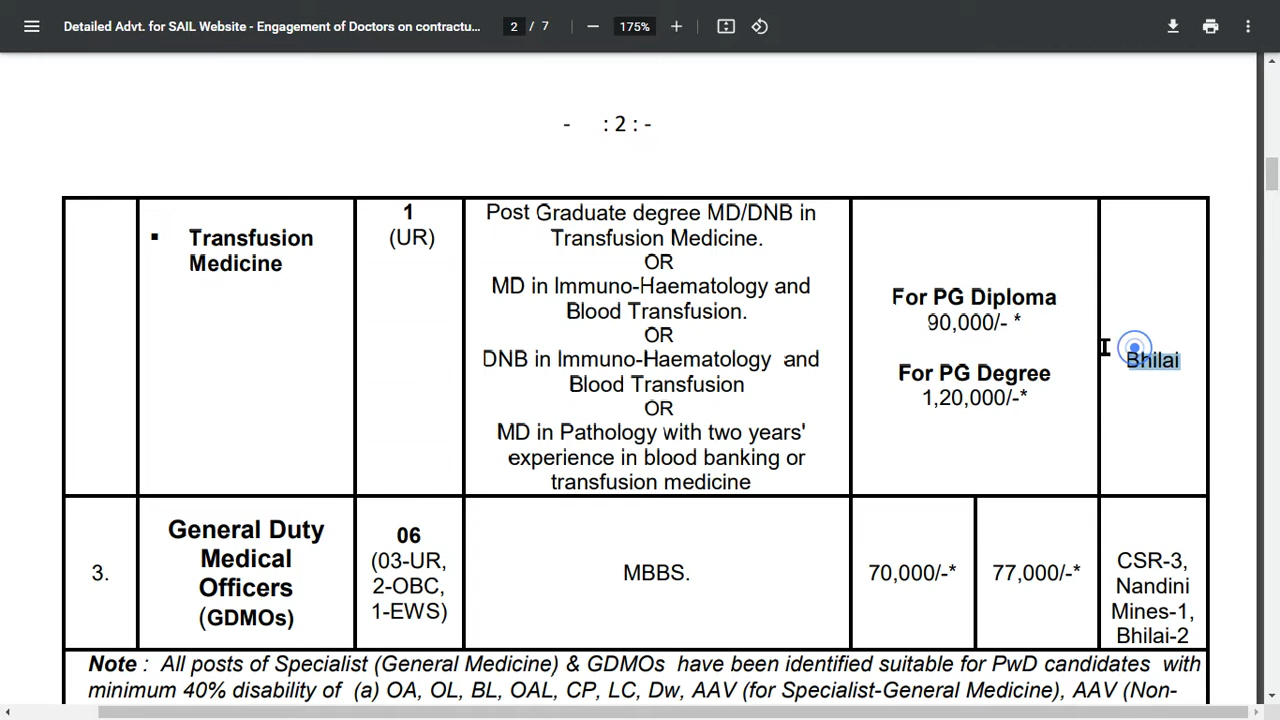 Detailed Advt. for SAIL Website - Engagement of Doctors on contractu... 2 / 7 175%
- : 2 : -
▪ Transfusion Medicine
1
(UR)
Post Graduate degree MD/DNB in
Transfusion Medicine.
OR
MD in Immuno-Haematology and
Blood Transfusion.
OR
DNB in Immuno-Haematology and
Blood Transfusion
OR
MD in Pathology with two years'
experience in blood banking or
transfusion medicine
For PG Diploma
90,000/- *
For PG Degree
1,20,000/-*
Bhilai
3.
General Duty
Medical
Officers
(GDMOs)
06
(03-UR,
2-OBC,
1-EWS)
MBBS.
70,000/-*
77,000/-*
CSR-3,
Nandini
Mines-1,
Bhilai-2
Note : All posts of Specialist (General Medicine) & GDMOs have been identified suitable for PwD candidates with
minimum 40% disability of (a) OA, OL, BL, OAL, CP, LC, Dw, AAV (for Specialist-General Medicine), AAV (Non-